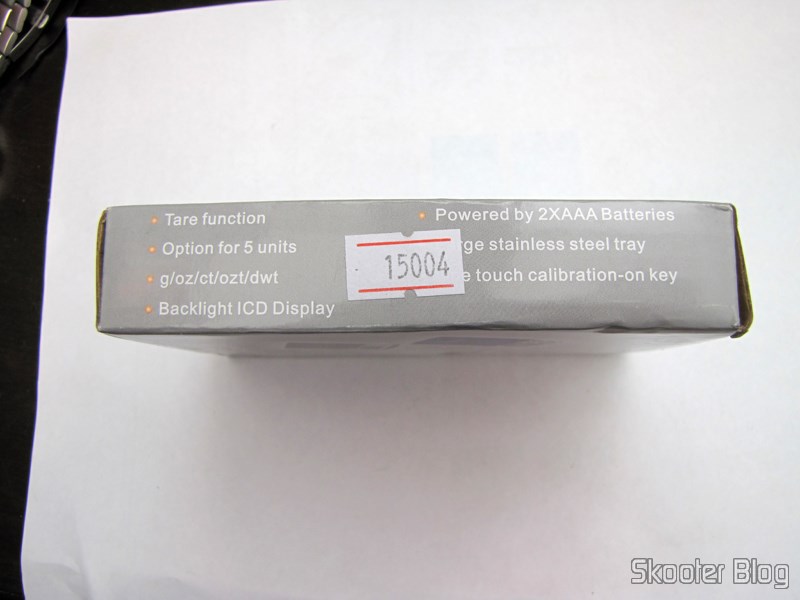 Tare function
Option for 5 units
g/oz/ct/ozt/dwt
Backlight ICD Display
Powered by 2XAAA Batteries
stainless steel tray
touch calibration-on key
15004
Skooter Blog